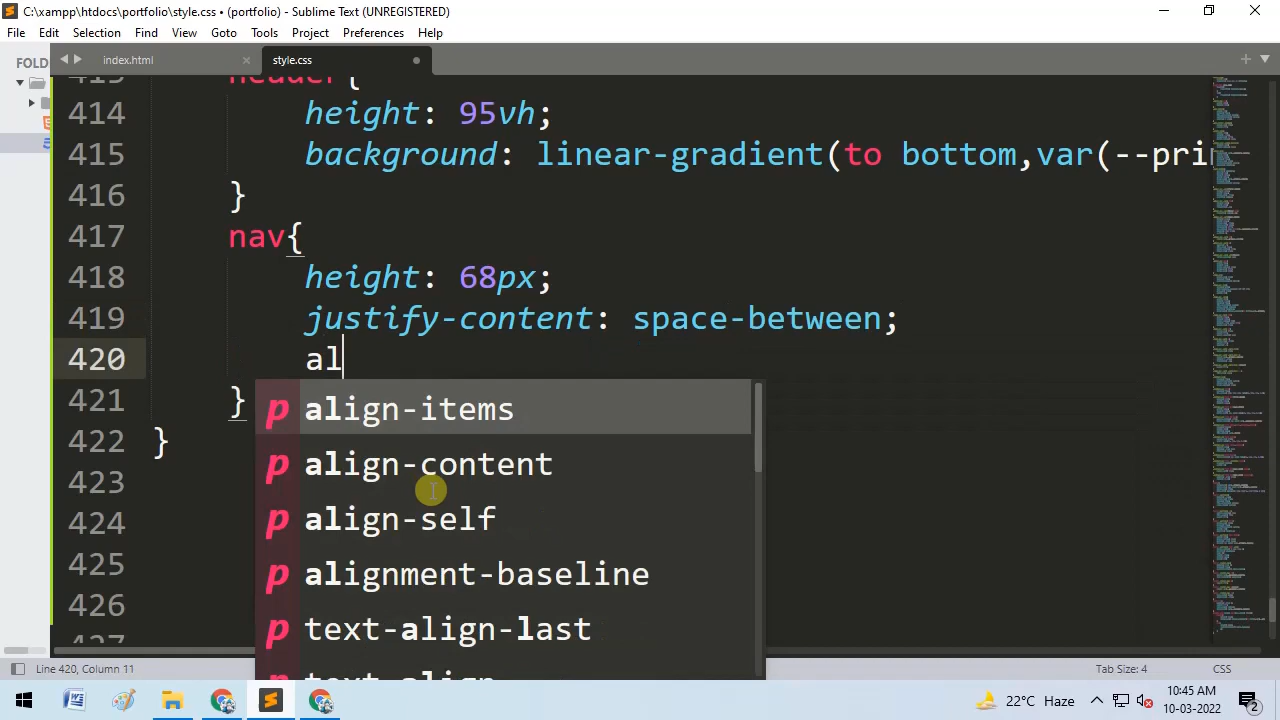 C:\xampp\htdocs\portfolio\style.css • (portfolio) - Sublime Text (UNREGISTERED)
File Edit Selection Find View Goto Tools Project Preferences Help
FOLD
index.html
style.css
header{
414 height: 95vh;
415 background: linear-gradient(to bottom,var(--pri
416 }
417 nav{
418 height: 68px;
419 justify-content: space-between;
420 al
421 }
422 }
423
424
425
426
427
p align-items
p align-content
p align-self
p alignment-baseline
p text-align-last
text-align
Line 420, Column 11
Tab Size: 4
CSS
22°C Haze
10:45 AM
10-03-2022
2